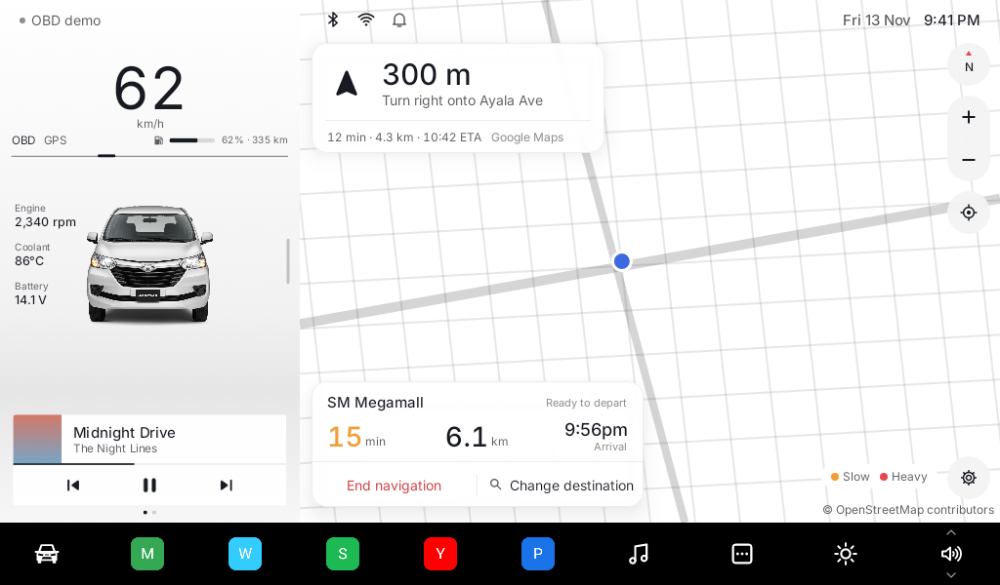 OBD demo
62
km/h
OBD GPS
62% · 335 km
Engine
2,340 rpm
Coolant
86°C
Battery
14.1 V
Midnight Drive
The Night Lines
Fri 13 Nov 9:41 PM
300 m
Turn right onto Ayala Ave
12 min · 4.3 km · 10:42 ETA Google Maps
N
+
−
SM Megamall
Ready to depart
15 min
6.1 km
9:56pm
Arrival
End navigation
Change destination
Slow Heavy
© OpenStreetMap contributors
M W S Y P